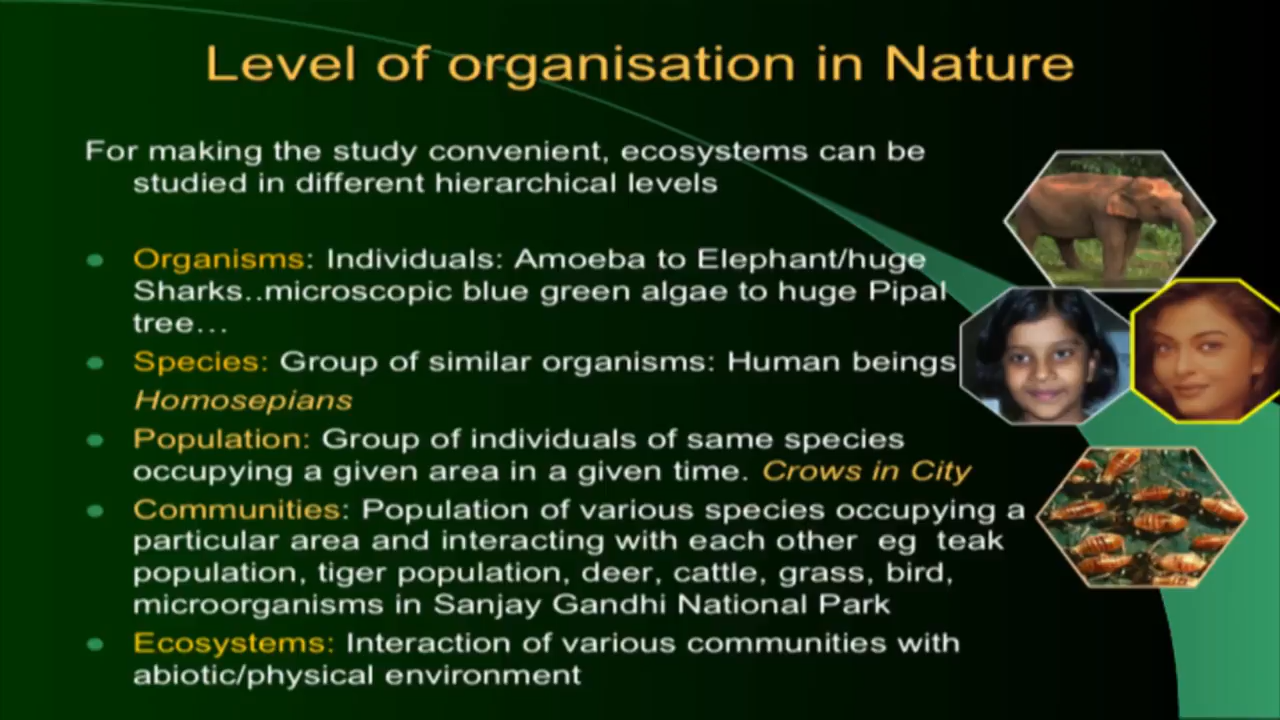 Level of organisation in Nature
For making the study convenient, ecosystems can be
studied in different hierarchical levels
Organisms: Individuals: Amoeba to Elephant/huge
Sharks..microscopic blue green algae to huge Pipal
tree...
Species: Group of similar organisms: Human beings
Homosepians
Population: Group of individuals of same species
occupying a given area in a given time. Crows in City
Communities: Population of various species occupying a
particular area and interacting with each other eg teak
population, tiger population, deer, cattle, grass, bird,
microorganisms in Sanjay Gandhi National Park
Ecosystems: Interaction of various communities with
abiotic/physical environment